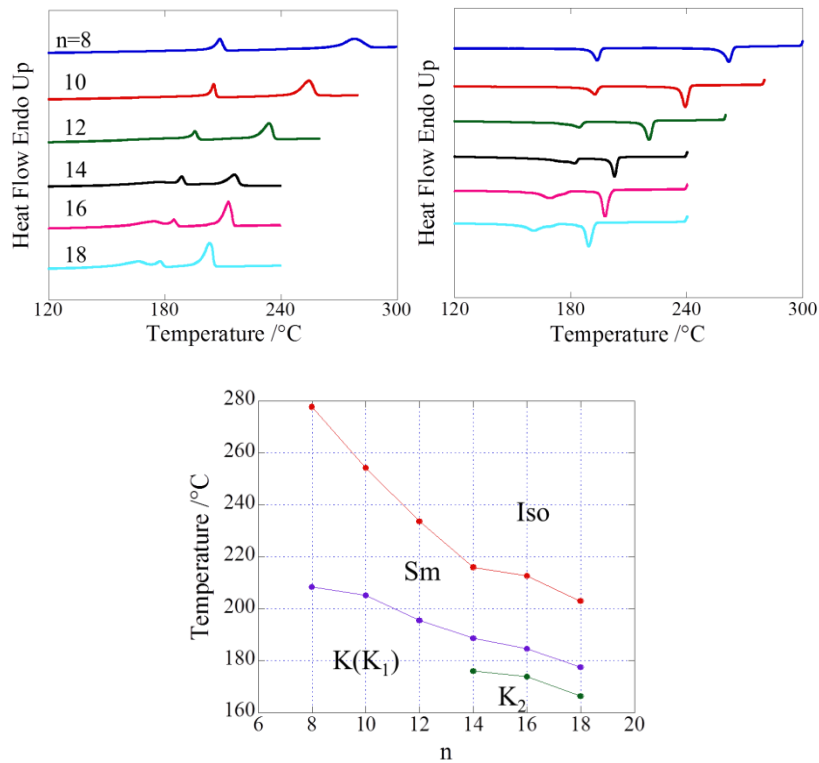 Heat Flow Endo Up
n=8
10
12
14
16
18
120 180 240 300
Temperature /°C
Heat Flow Endo Up
120 180 240 300
Temperature /°C
Temperature /°C
280
260
240
220
200
180
160
Iso
Sm
K(K₁)
K₂
6 8 10 12 14 16 18 20
n